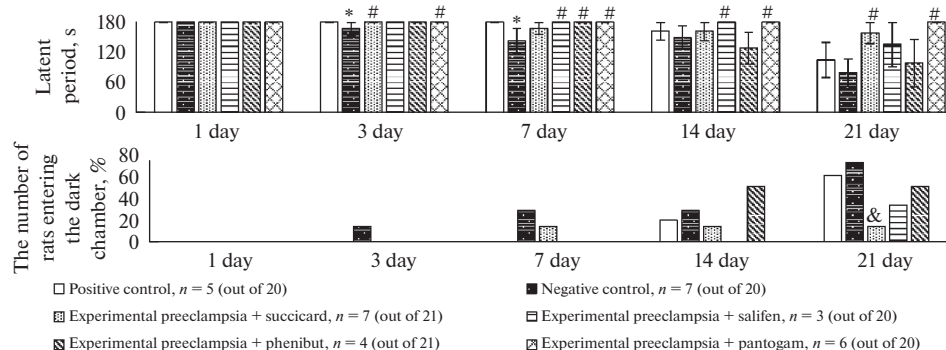 Latent period, s
180
120
60
0
* # #
* # # #
# #
# #
1 day 3 day 7 day 14 day 21 day
The number of rats entering the dark chamber, %
80
60
40
20
0
&
1 day 3 day 7 day 14 day 21 day
Positive control, n = 5 (out of 20) Negative control, n = 7 (out of 20)
Experimental preeclampsia + succicard, n = 7 (out of 21) Experimental preeclampsia + salifen, n = 3 (out of 20)
Experimental preeclampsia + phenibut, n = 4 (out of 21) Experimental preeclampsia + pantogam, n = 6 (out of 20)